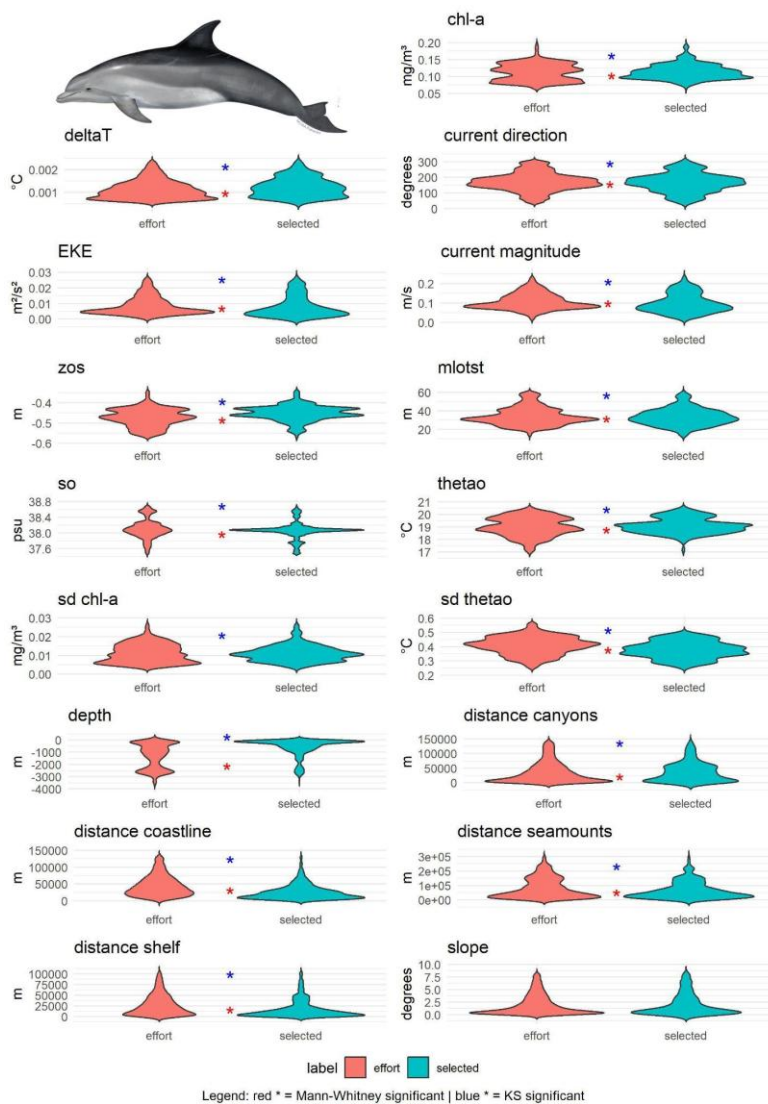 chl-a
mg/m³
0.20
0.15
0.10
0.05
*
*
effort
selected
deltaT
°C
0.002
0.001
*
*
effort
selected
current direction
degrees
300
200
100
0
*
*
effort
selected
EKE
m²/s²
0.03
0.02
0.01
0.00
*
*
effort
selected
current magnitude
m/s
0.2
0.1
0.0
*
*
effort
selected
zos
m
-0.4
-0.5
-0.6
*
*
effort
selected
mlotst
m
60
40
20
*
*
effort
selected
so
psu
38.8
38.4
38.0
37.6
*
*
effort
selected
thetao
°C
21
20
19
18
17
*
*
effort
selected
sd chl-a
mg/m³
0.03
0.02
0.01
0.00
*
effort
selected
sd thetao
°C
0.6
0.5
0.4
0.3
0.2
*
*
effort
selected
depth
m
0
-1000
-2000
-3000
-4000
*
*
effort
selected
distance canyons
m
150000
100000
50000
0
*
*
effort
selected
distance coastline
m
150000
100000
50000
0
*
*
effort
selected
distance seamounts
m
3e+05
2e+05
1e+05
0e+00
*
*
effort
selected
distance shelf
m
100000
75000
50000
25000
0
*
*
effort
selected
slope
degrees
10.0
7.5
5.0
2.5
0.0
effort
selected
label effort selected
Legend: red * = Mann-Whitney significant | blue * = KS significant